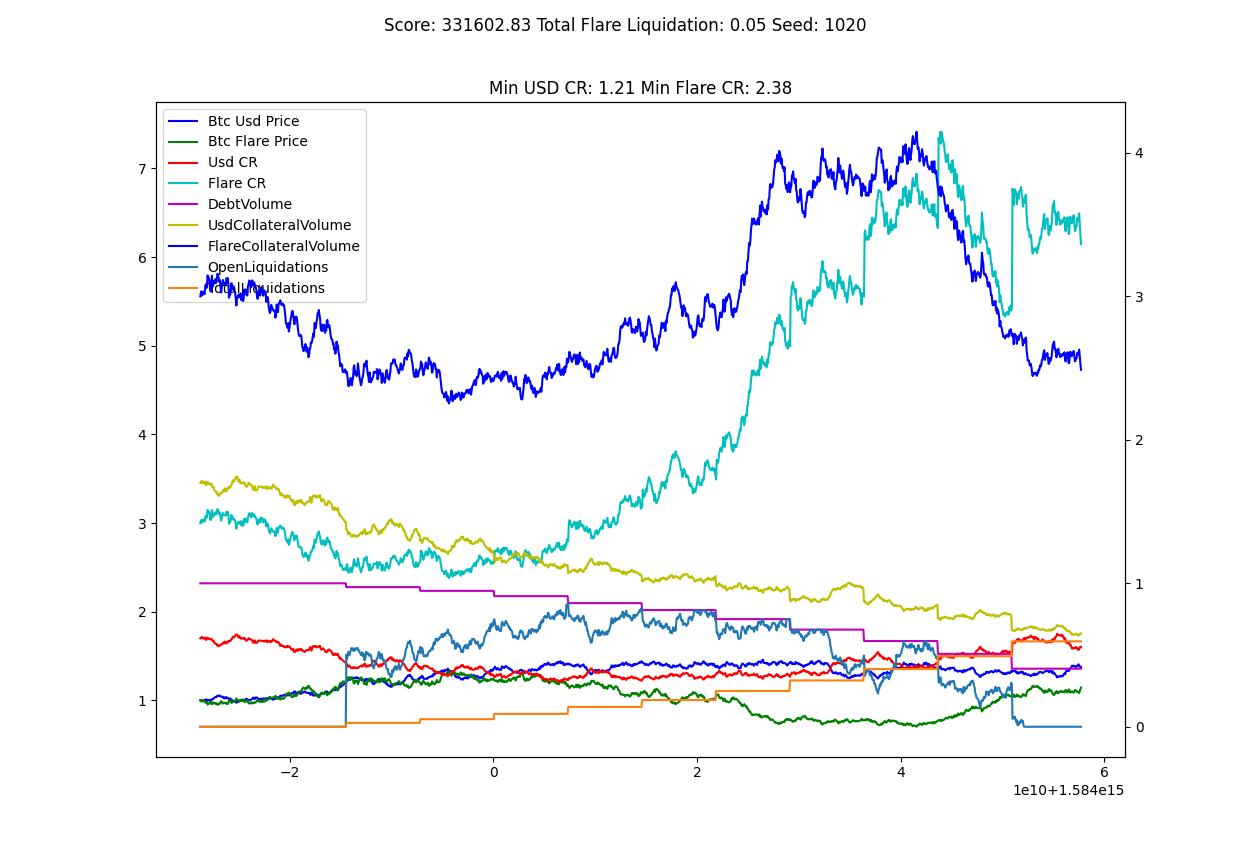 Score: 331602.83 Total Flare Liquidation: 0.05 Seed: 1020
Min USD CR: 1.21 Min Flare CR: 2.38
Btc Usd Price
Btc Flare Price
Usd CR
Flare CR
DebtVolume
UsdCollateralVolume
FlareCollateralVolume
OpenLiquidations
TotalLiquidations
7
6
5
4
3
2
1
4
3
2
1
0
−2
0
2
4
6
1e10+1.584e15